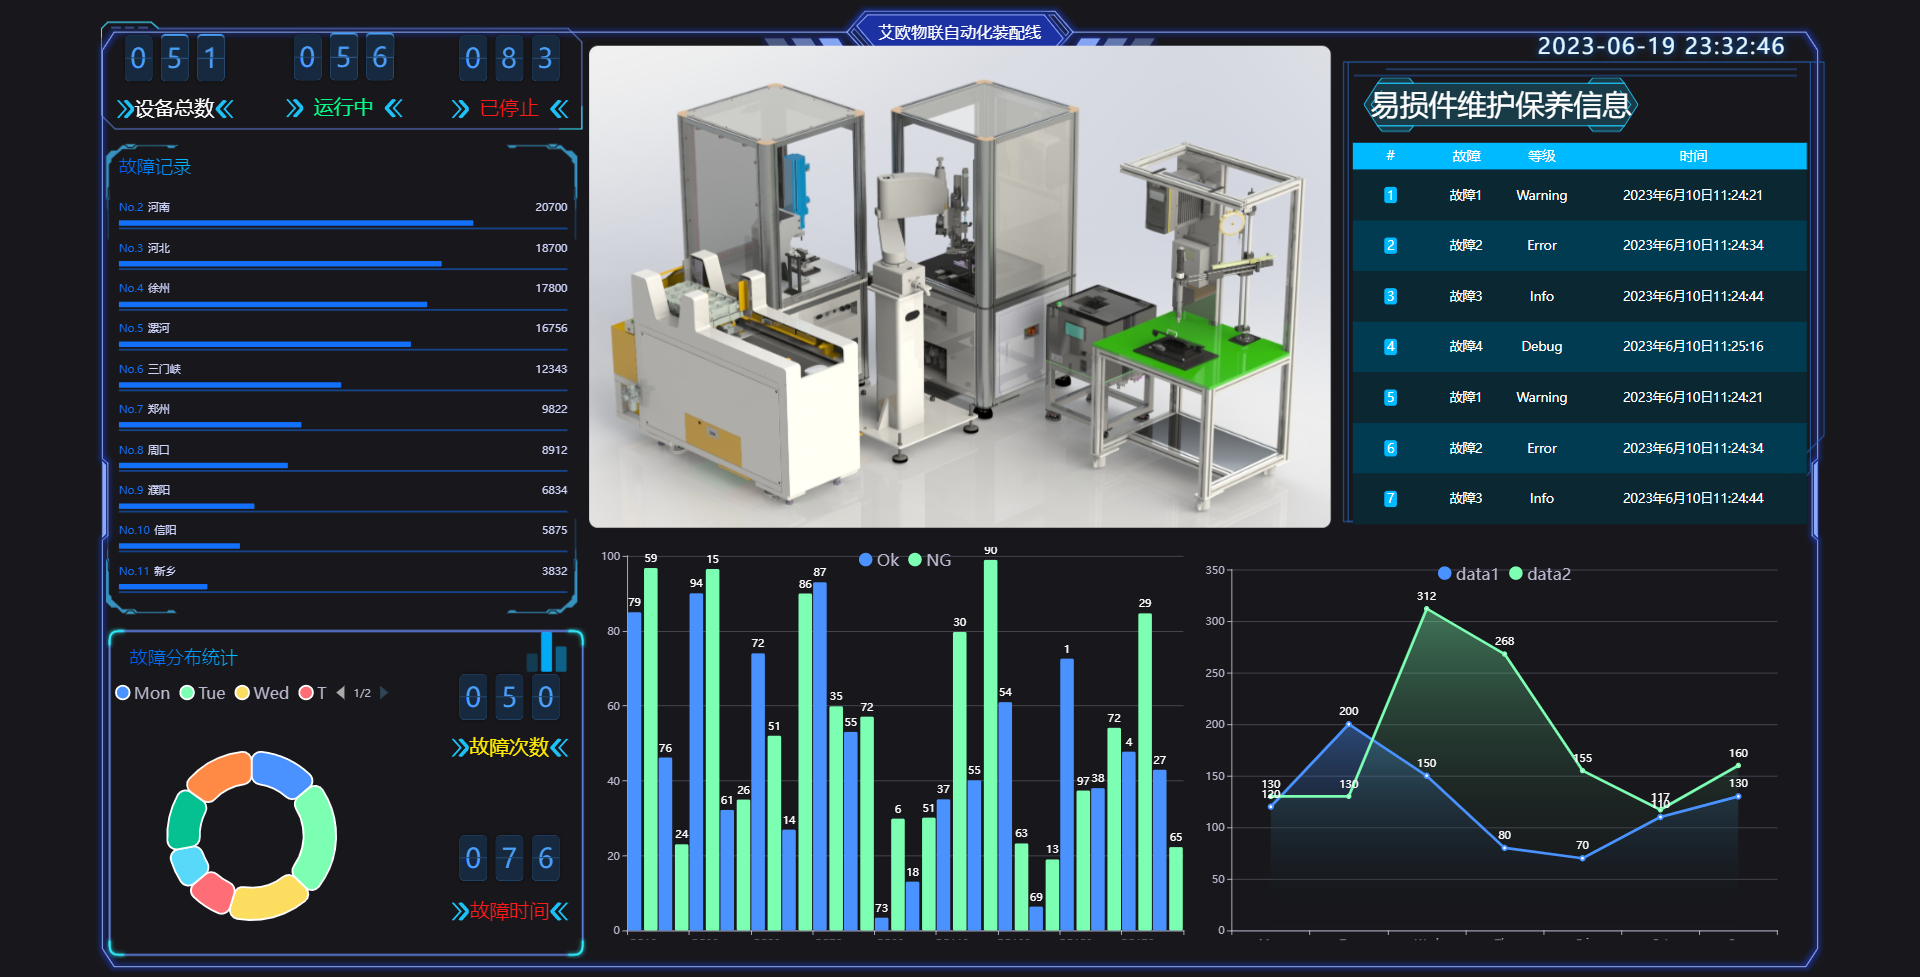 艾欧物联自动化装配线
2023-06-19 23:32:46
051
056
083
设备总数
运行中
已停止
故障记录
No.2 河南 20700
No.3 河北 18700
No.4 徐州 17800
No.5 漯河 16756
No.6 三门峡 12343
No.7 郑州 9822
No.8 周口 8912
No.9 濮阳 6834
No.10 信阳 5875
No.11 新乡 3832
故障分布统计
Mon Tue Wed T 1/2
050
故障次数
076
故障时间
易损件维护保养信息
# 故障 等级 时间
1 故障1 Warning 2023年6月10日11:24:21
2 故障2 Error 2023年6月10日11:24:34
3 故障3 Info 2023年6月10日11:24:44
4 故障4 Debug 2023年6月10日11:25:16
5 故障1 Warning 2023年6月10日11:24:21
6 故障2 Error 2023年6月10日11:24:34
7 故障3 Info 2023年6月10日11:24:44
Ok NG
100
80
60
40
20
0
79 59 76 24 94 15 61 26 72 51 14 86 87 35 55 72 73 6 18 51 37 30 55 90 54 63 69 13 1 97 38 72 4 29 27 65
data1 data2
350
300
250
200
150
100
50
0
120 200 150 80 70 110 130
130 130 312 268 155 117 160